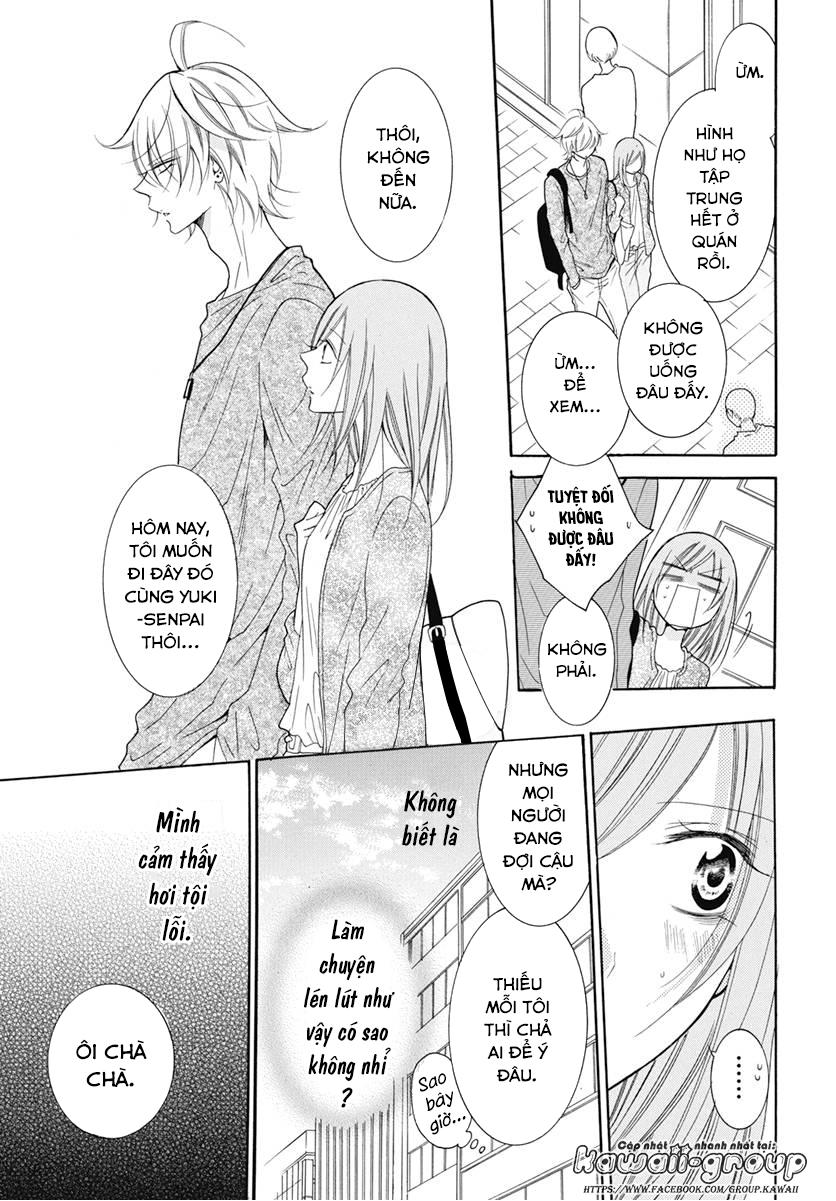 ỪM.
HÌNH
NHƯ HỌ
TẬP
TRUNG
HẾT Ở
QUÁN
RỒI.
KHÔNG
ĐƯỢC
UỐNG
ĐÂU ĐẤY.
ỪM...
ĐỂ
XEM...
TUYỆT ĐỐI
KHÔNG
ĐƯỢC ĐÂU
ĐẤY!
KHÔNG
PHẢI.
THÔI,
KHÔNG
ĐẾN
NỮA.
HÔM NAY,
TÔI MUỐN
ĐI ĐÂY ĐÓ
CÙNG YUKI
-SENPAI
THÔI...
NHƯNG
MỌI
NGƯỜI
ĐANG
ĐỢI CẬU
MÀ?
THIẾU
MỖI TÔI
THÌ CHẢ
AI ĐỂ Ý
ĐÂU.
Sao
bây
giờ...
Không
biết là
Làm
chuyện
lén lút như
vậy có sao
không nhỉ
?
Mình
cảm thấy
hơi tội
lỗi.
ÔI CHÀ
CHÀ.
Cập nhật nhanh nhất tại:
Kawaii-group
HTTPS://WWW.FACEBOOK.COM/GROUP.KAWAII